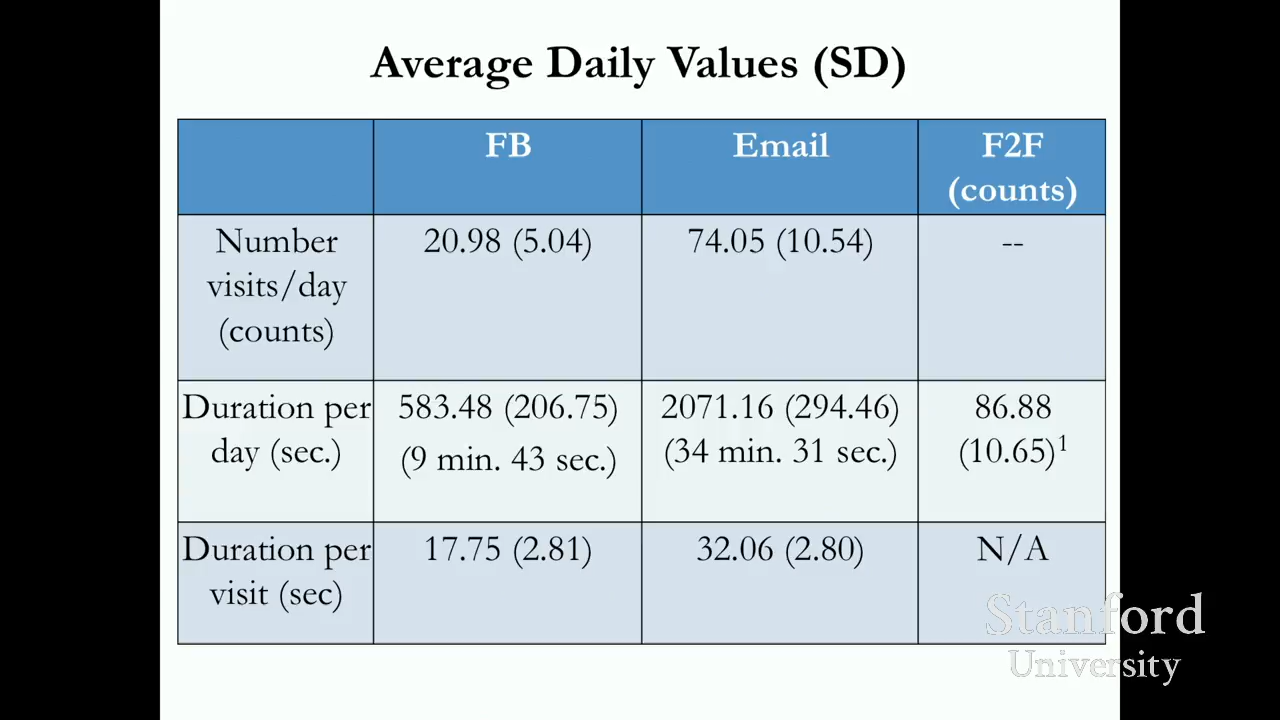 Average Daily Values (SD)
FB
Email
F2F
(counts)
Number
visits/day
(counts)
20.98 (5.04)
74.05 (10.54)
--
Duration per
day (sec.)
583.48 (206.75)
(9 min. 43 sec.)
2071.16 (294.46)
(34 min. 31 sec.)
86.88
(10.65)¹
Duration per
visit (sec)
17.75 (2.81)
32.06 (2.80)
N/A
Stanford
University